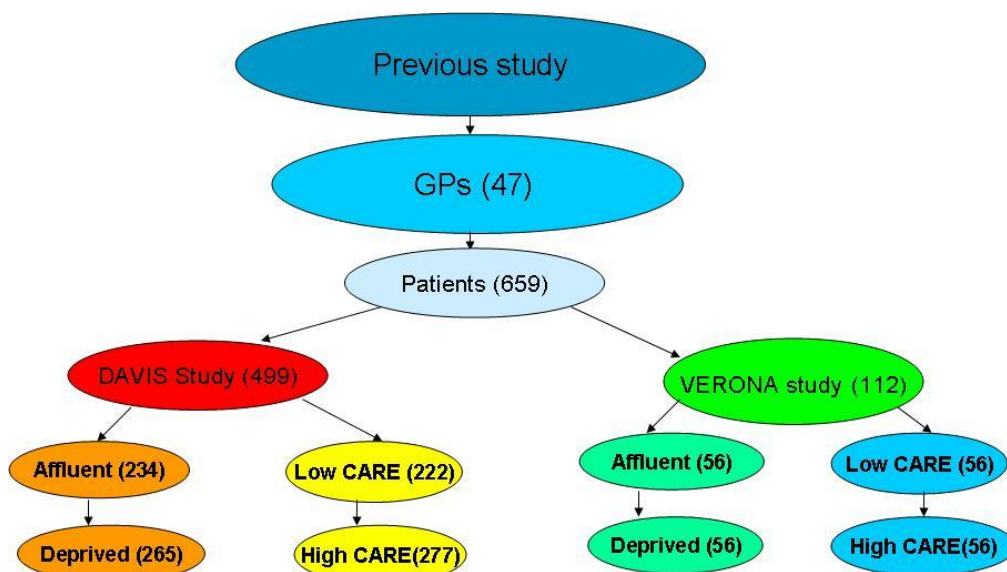 Previous study
GPs (47)
Patients (659)
DAVIS Study (499)
VERONA study (112)
Affluent (234)
Low CARE (222)
Affluent (56)
Low CARE (56)
Deprived (265)
High CARE(277)
Deprived (56)
High CARE(56)